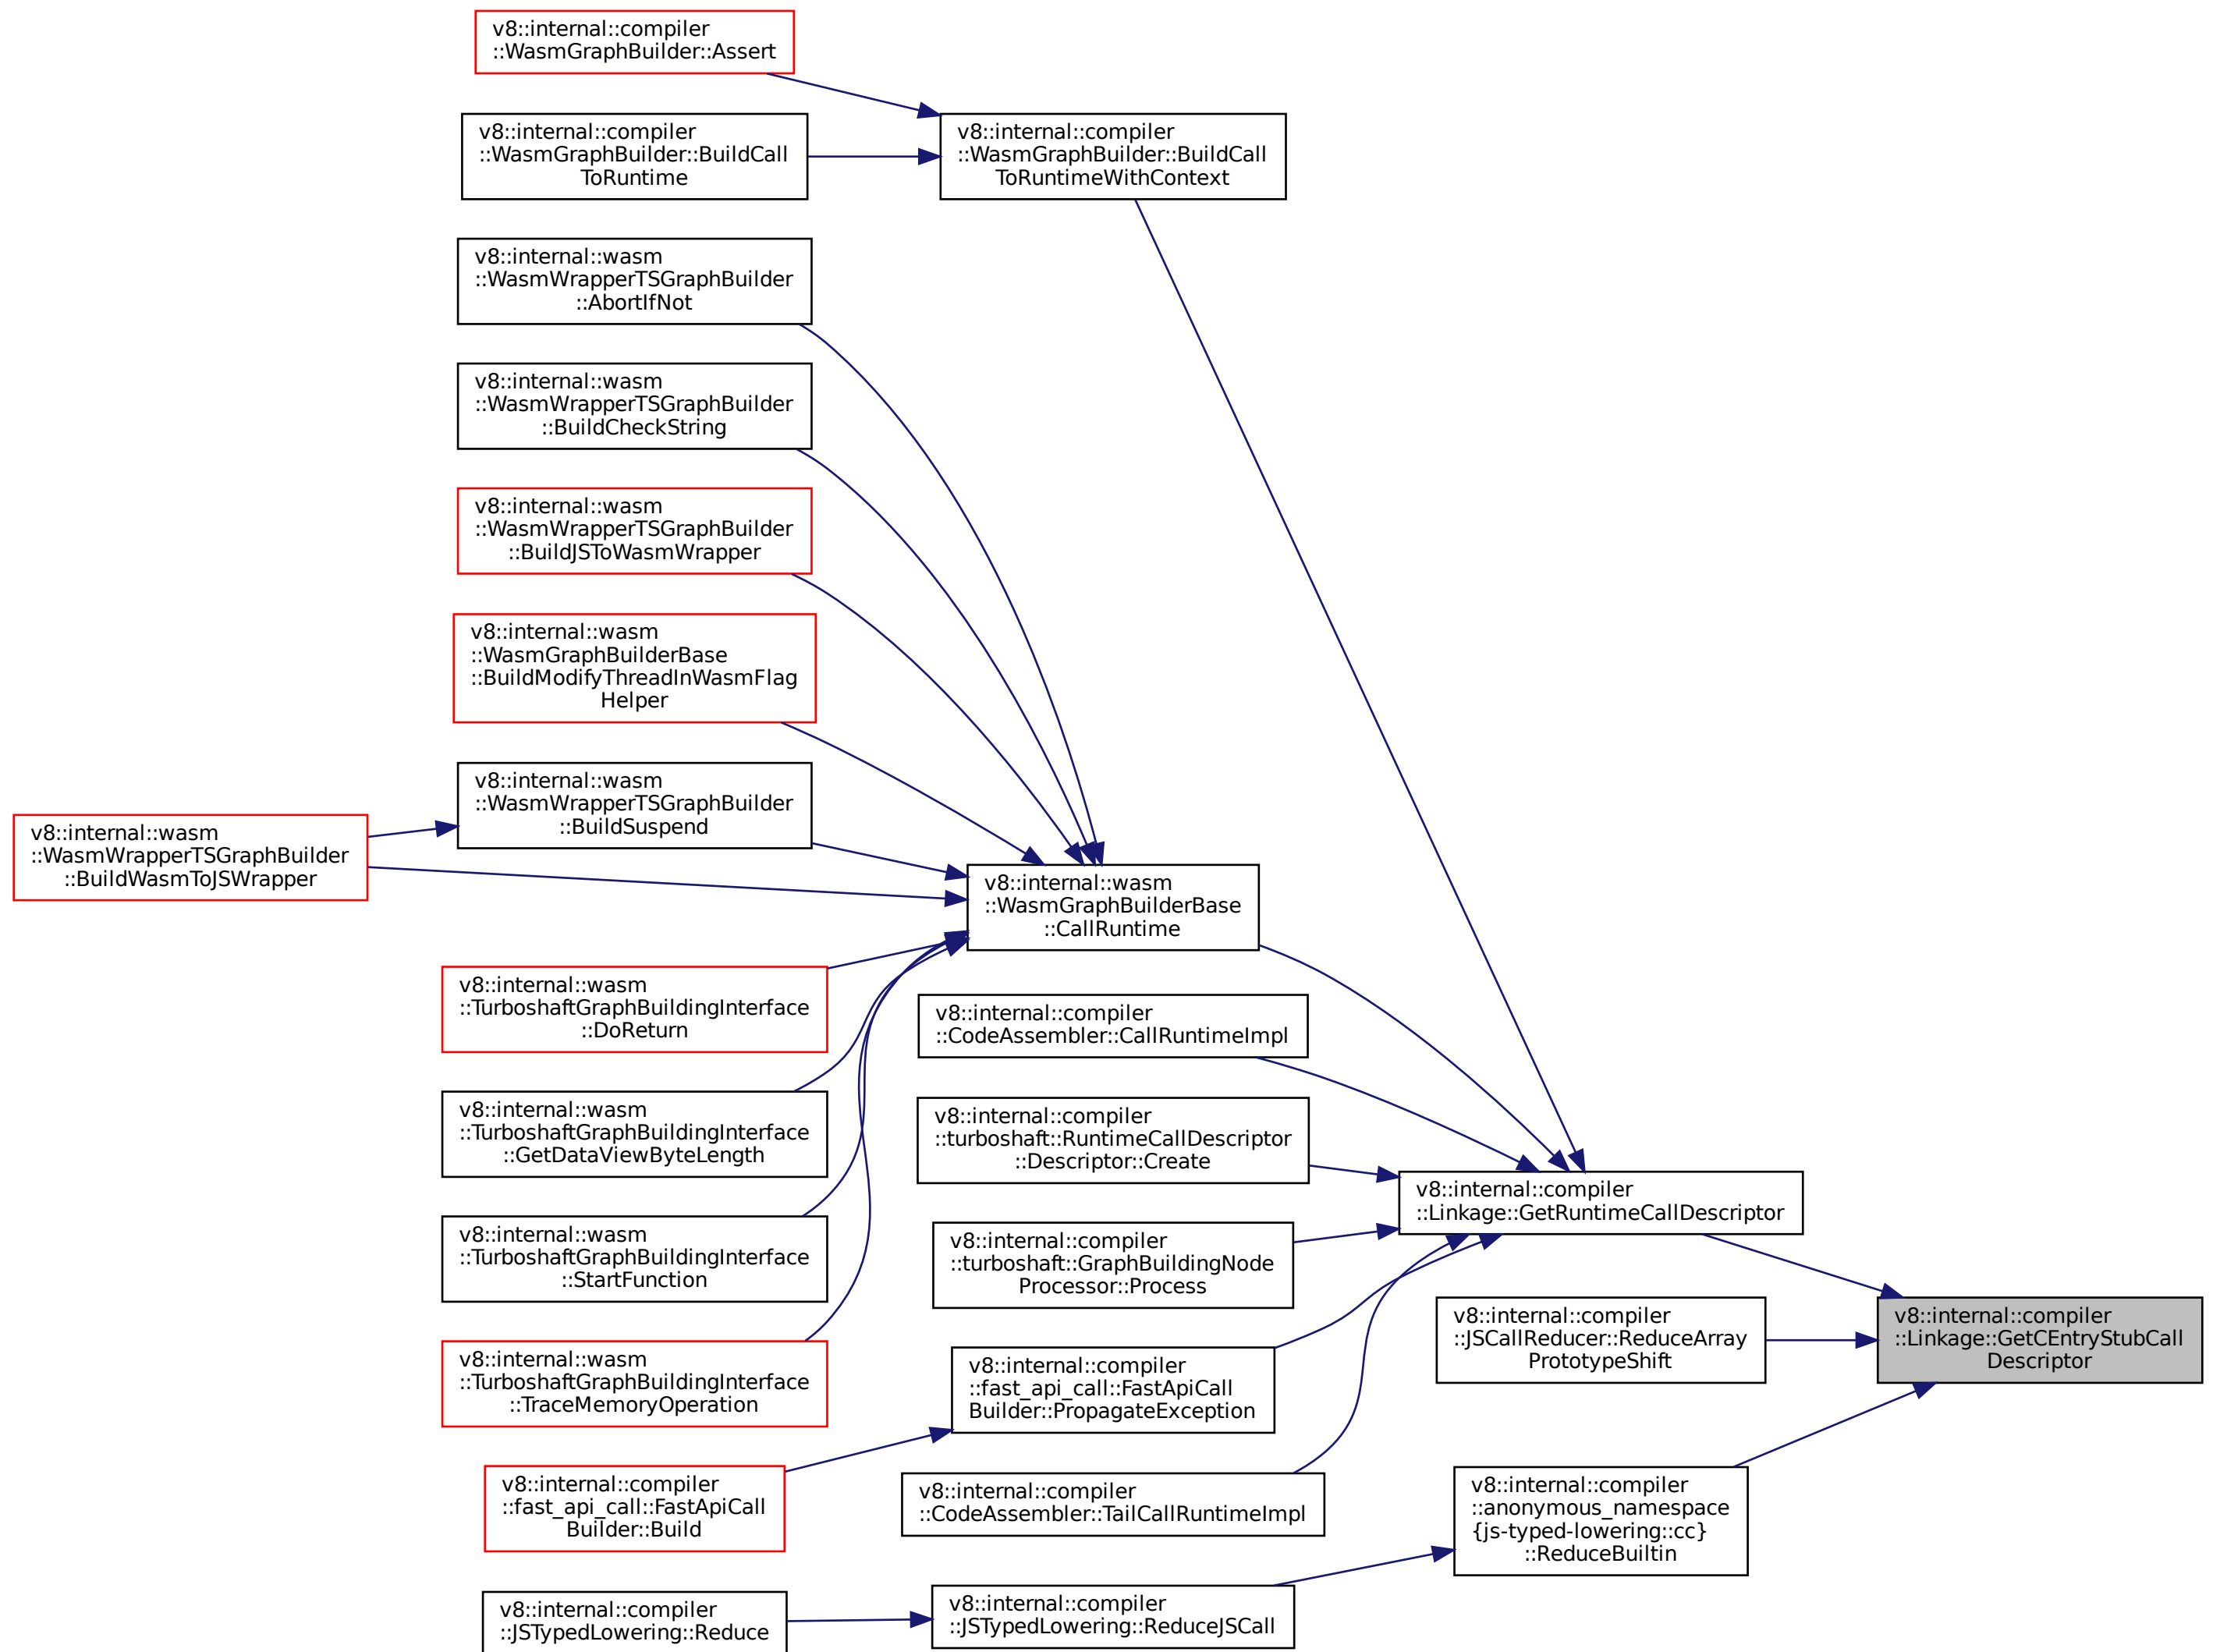 v8::internal::compiler
::WasmGraphBuilder::Assert
v8::internal::compiler
::WasmGraphBuilder::BuildCall
ToRuntime
v8::internal::compiler
::WasmGraphBuilder::BuildCall
ToRuntimeWithContext
v8::internal::wasm
::WasmWrapperTSGraphBuilder
::AbortIfNot
v8::internal::wasm
::WasmWrapperTSGraphBuilder
::BuildCheckString
v8::internal::wasm
::WasmWrapperTSGraphBuilder
::BuildJSToWasmWrapper
v8::internal::wasm
::WasmGraphBuilderBase
::BuildModifyThreadInWasmFlag
Helper
v8::internal::wasm
::WasmWrapperTSGraphBuilder
::BuildSuspend
v8::internal::wasm
::WasmWrapperTSGraphBuilder
::BuildWasmToJSWrapper
v8::internal::wasm
::WasmGraphBuilderBase
::CallRuntime
v8::internal::wasm
::TurboshaftGraphBuildingInterface
::DoReturn
v8::internal::compiler
::CodeAssembler::CallRuntimeImpl
v8::internal::wasm
::TurboshaftGraphBuildingInterface
::GetDataViewByteLength
v8::internal::compiler
::turboshaft::RuntimeCallDescriptor
::Descriptor::Create
v8::internal::compiler
::Linkage::GetRuntimeCallDescriptor
v8::internal::wasm
::TurboshaftGraphBuildingInterface
::StartFunction
v8::internal::compiler
::turboshaft::GraphBuildingNode
Processor::Process
v8::internal::compiler
::JSCallReducer::ReduceArray
PrototypeShift
v8::internal::compiler
::Linkage::GetCEntryStubCall
Descriptor
v8::internal::wasm
::TurboshaftGraphBuildingInterface
::TraceMemoryOperation
v8::internal::compiler
::fast_api_call::FastApiCall
Builder::PropagateException
v8::internal::compiler
::fast_api_call::FastApiCall
Builder::Build
v8::internal::compiler
::CodeAssembler::TailCallRuntimeImpl
v8::internal::compiler
::anonymous_namespace
{js-typed-lowering::cc}
::ReduceBuiltin
v8::internal::compiler
::JSTypedLowering::Reduce
v8::internal::compiler
::JSTypedLowering::ReduceJSCall